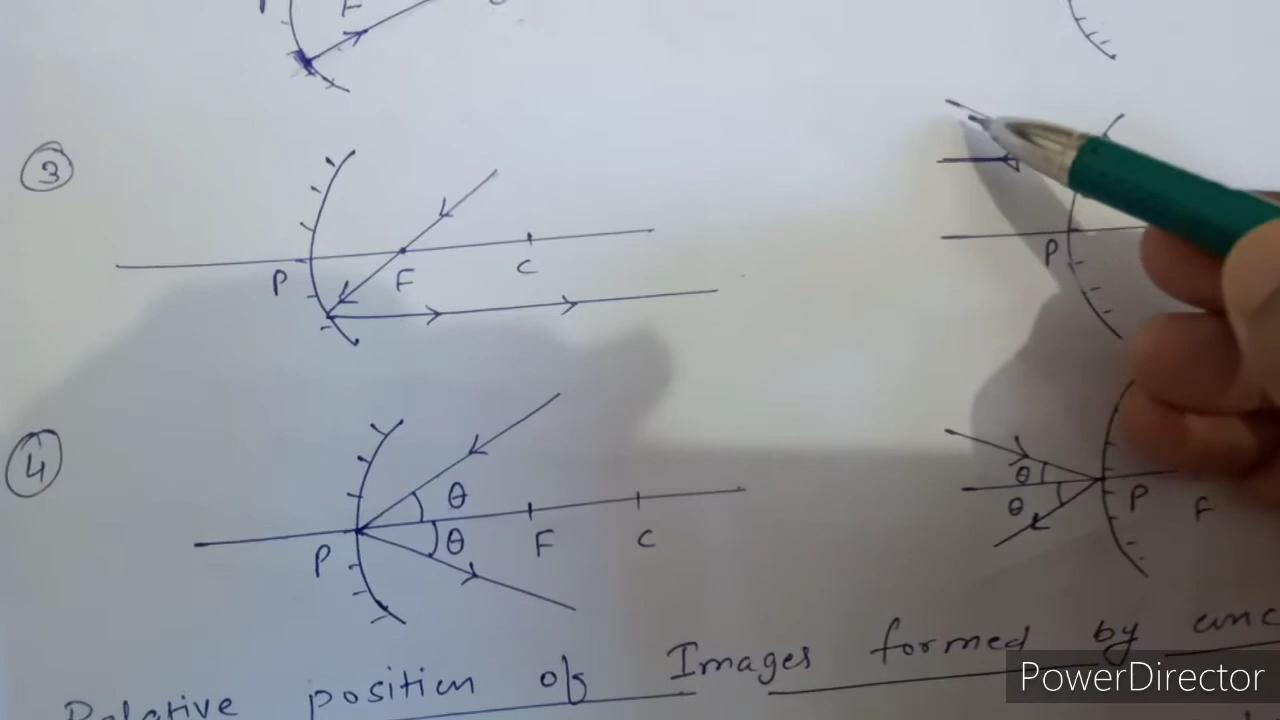 F
3
P F C
P
4
θ
θ
P F C
θ
θ
P F
Relative position of Images formed by
PowerDirector